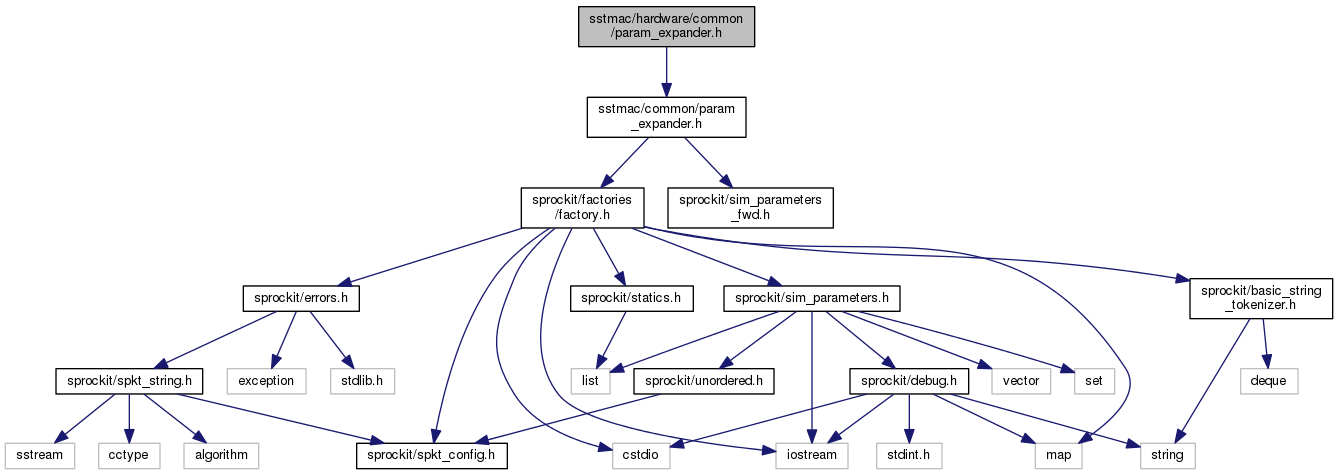 sstmac/hardware/common
/param_expander.h
sstmac/common/param
_expander.h
sprockit/factories
/factory.h
sprockit/sim_parameters
_fwd.h
sprockit/errors.h
sprockit/statics.h
sprockit/sim_parameters.h
sprockit/basic_string
_tokenizer.h
sprockit/spkt_string.h
exception
stdlib.h
list
sprockit/unordered.h
sprockit/debug.h
vector
set
deque
sstream
cctype
algorithm
sprockit/spkt_config.h
cstdio
iostream
stdint.h
map
string